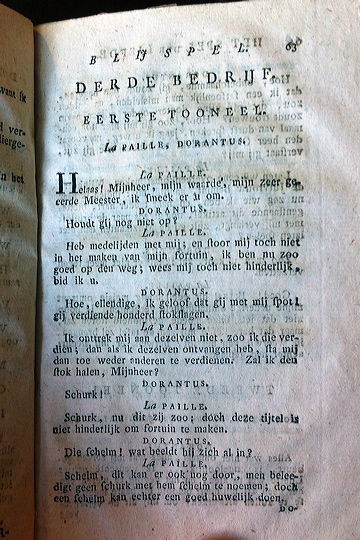 BLYSPEL. 63
DERDE BEDRIJF.
EERSTE TOONEEL.
La PAILLE, DORANTUS.
La PAILLE.
Helaas! Mijnheer, mijn waarde, mijn zeer ge-
eerde Meester, ik smeek er u om.
DORANTUS.
Houdt gij nog niet op?
La PAILLE.
Heb medelijden met mij; en stoor mij toch niet
in het maken van mijn fortuin, ik ben nu zoo
goed op den weg; wees mij toch niet hinderlijk,
bid ik u.
DORANTUS.
Hoe, ellendige, ik geloof dat gij met mij spot!
gij verdiende honderd stokslagen.
La PAILLE.
Ik ontrek mij aan dezelven niet, zoo ik die ver-
dien; dan als ik dezelven ontvangen heb, sta mij
dan toe weder anderen te verdienen. Zal ik den
stok halen, Mijnheer?
DORANTUS.
Schurk!
La PAILLE.
Schurk, nu dit zij zoo; doch deze tijtel is
niet hinderlijk om fortuin te maken.
DORANTUS.
Die schelm! wat beeldt hij zich al in?
La PAILLE.
Schelm, dit kan er ook nog door, men belee-
digt geen schurk met hem schelm te noemen; doch
een schelm kan echter een goed huwelijk doen.
DO-